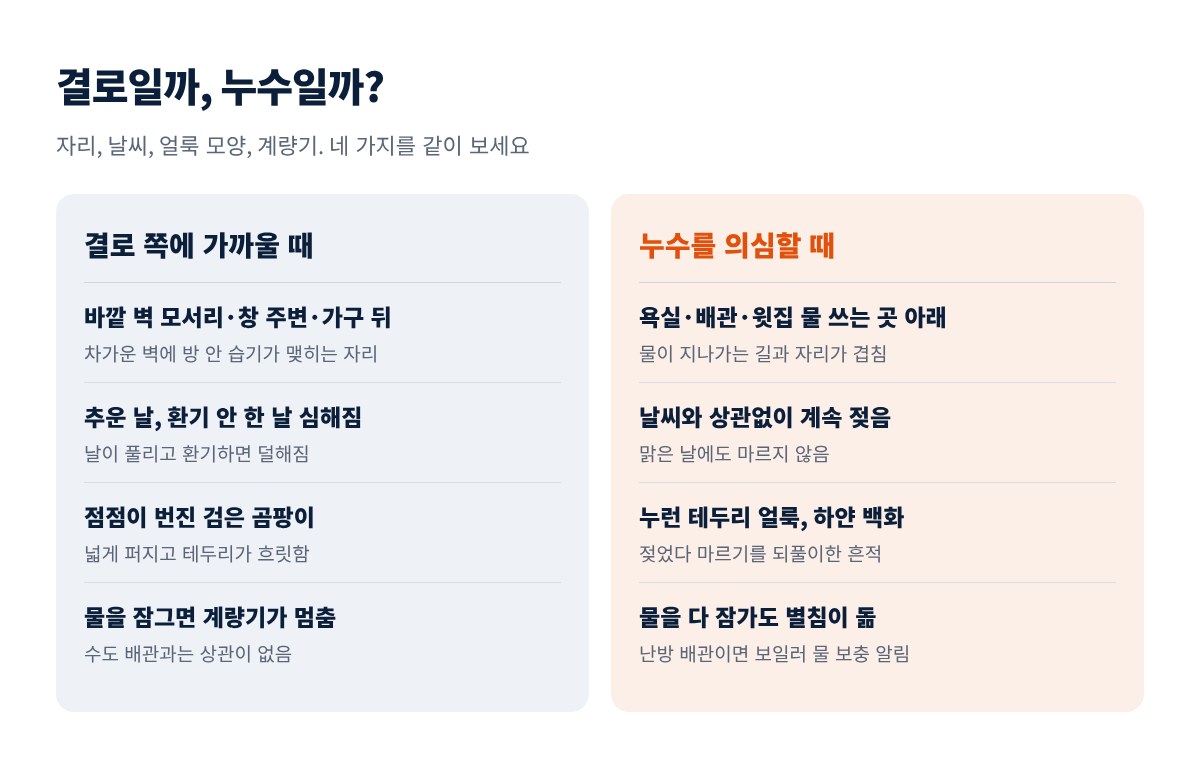 결로일까, 누수일까?
자리, 날씨, 얼룩 모양, 계량기. 네 가지를 같이 보세요
결로 쪽에 가까울 때
바깥 벽 모서리·창 주변·가구 뒤
차가운 벽에 방 안 습기가 맺히는 자리
추운 날, 환기 안 한 날 심해짐
날이 풀리고 환기하면 덜해짐
점점이 번진 검은 곰팡이
넓게 퍼지고 테두리가 흐릿함
물을 잠그면 계량기가 멈춤
수도 배관과는 상관이 없음
누수를 의심할 때
욕실·배관·윗집 물 쓰는 곳 아래
물이 지나가는 길과 자리가 겹침
날씨와 상관없이 계속 젖음
맑은 날에도 마르지 않음
누런 테두리 얼룩, 하얀 백화
젖었다 마르기를 되풀이한 흔적
물을 다 잠가도 별침이 돎
난방 배관이면 보일러 물 보충 알림